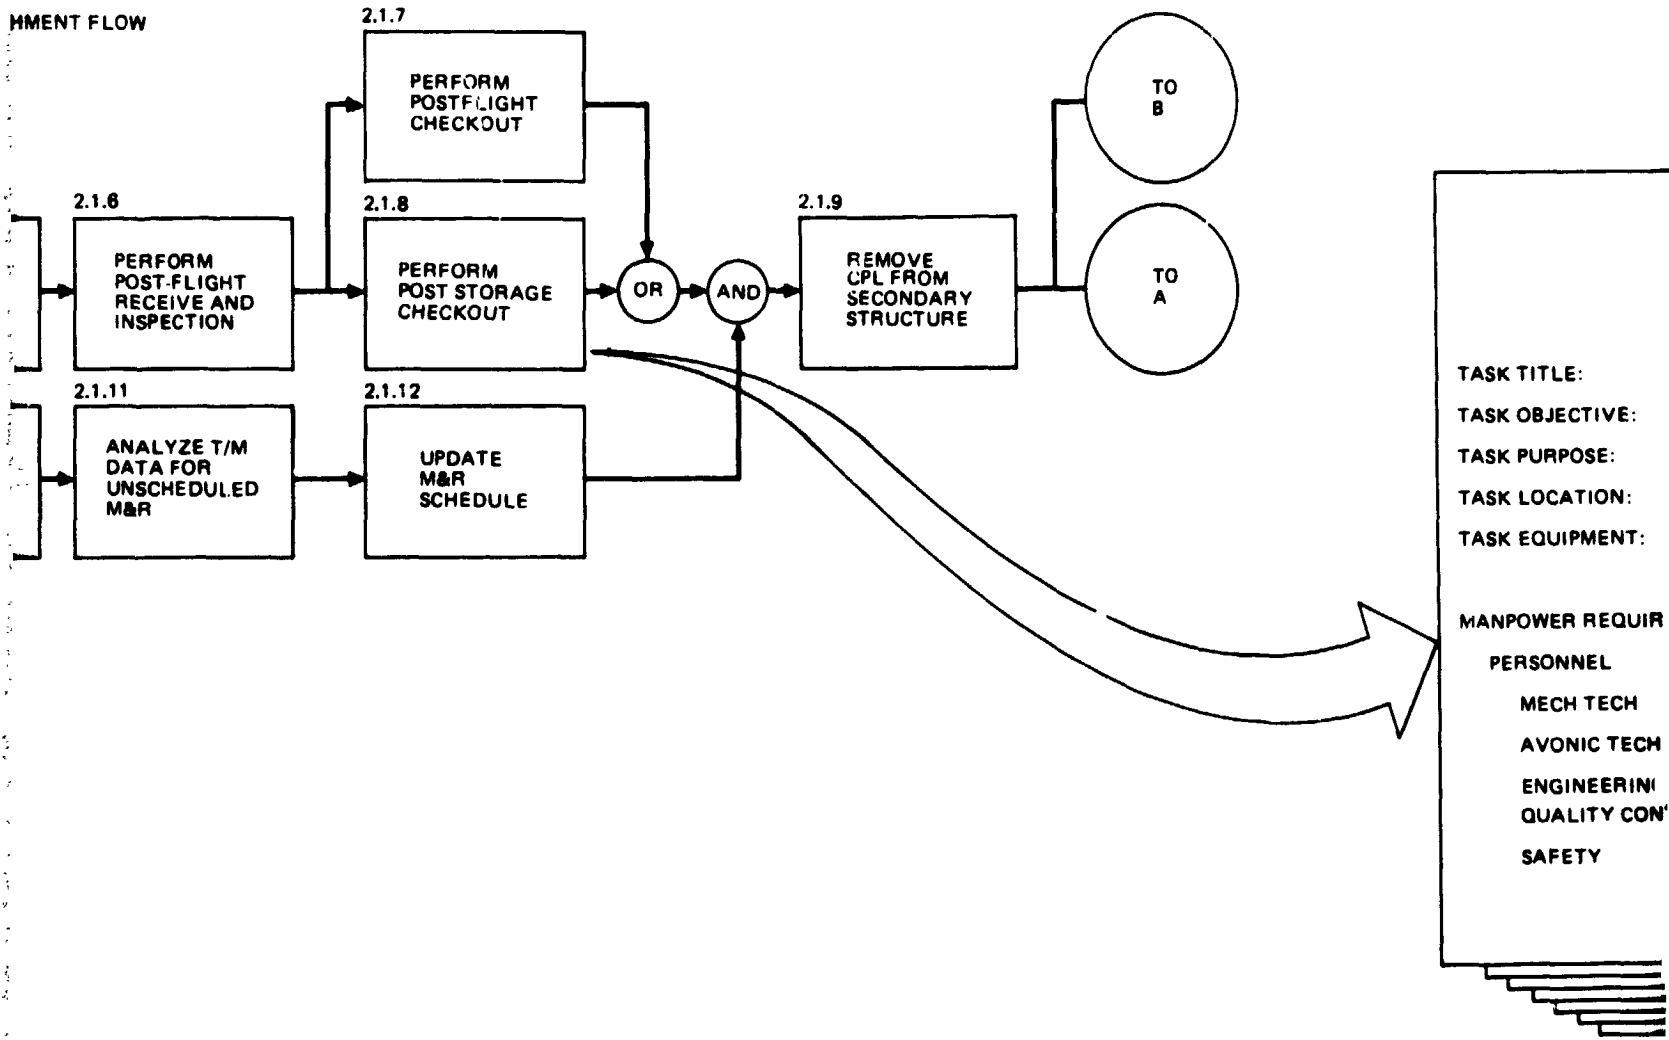 HMENT FLOW
2.1.7
PERFORM
POSTFLIGHT
CHECKOUT
TO
B
2.1.6
PERFORM
POST-FLIGHT
RECEIVE AND
INSPECTION
2.1.8
PERFORM
POST STORAGE
CHECKOUT
OR
AND
2.1.9
REMOVE
CPL FROM
SECONDARY
STRUCTURE
TO
A
2.1.11
ANALYZE T/M
DATA FOR
UNSCHEDULED
M&R
2.1.12
UPDATE
M&R
SCHEDULE
TASK TITLE:
TASK OBJECTIVE:
TASK PURPOSE:
TASK LOCATION:
TASK EQUIPMENT:
MANPOWER REQUIR
PERSONNEL
MECH TECH
AVONIC TECH
ENGINEERIN
QUALITY CON
SAFETY